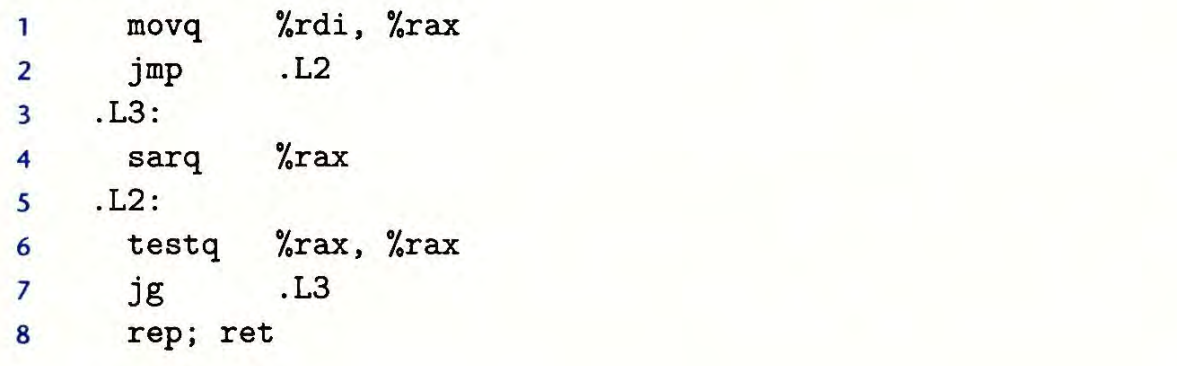 1 movq %rdi, %rax
2 jmp .L2
3 .L3:
4 sarq %rax
5 .L2:
6 testq %rax, %rax
7 jg .L3
8 rep; ret